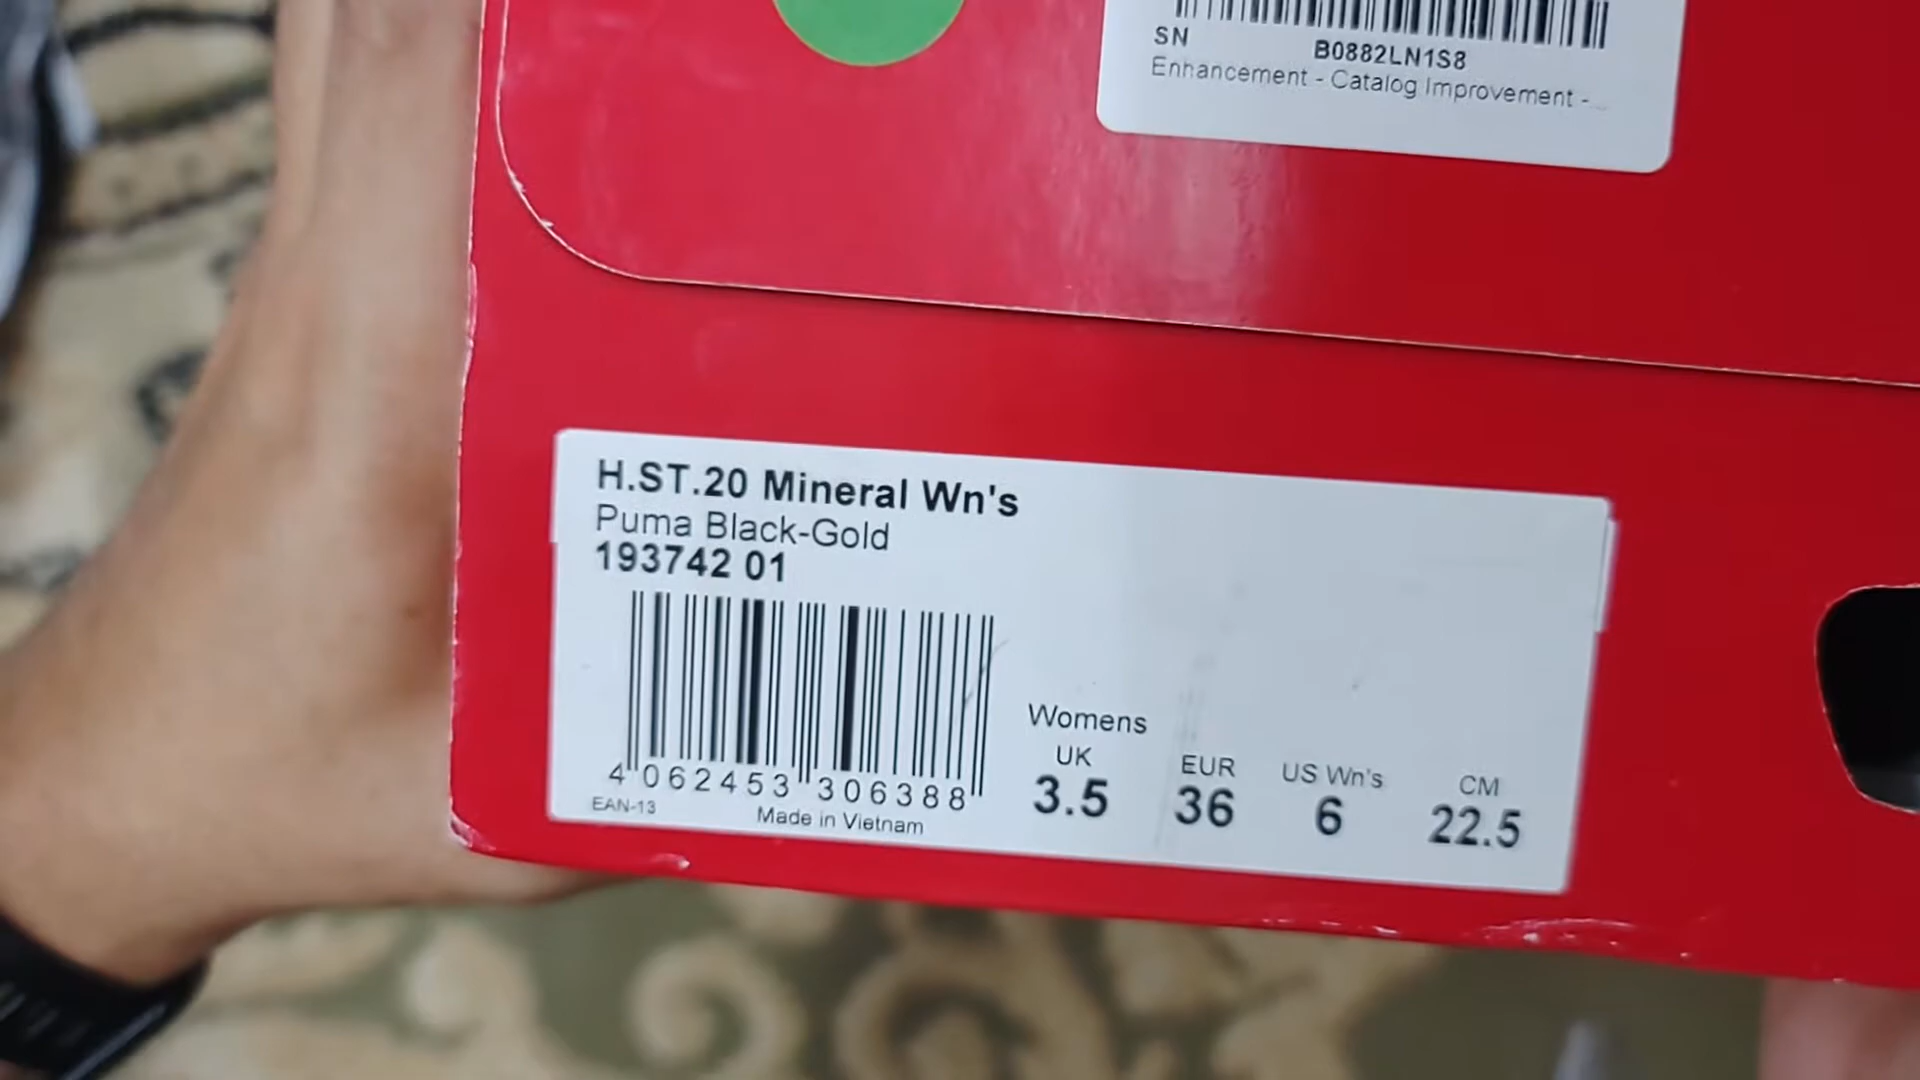 SN
B0882LN1S8
Enhancement - Catalog Improvement -...
H.ST.20 Mineral Wn's
Puma Black-Gold
193742 01
4 062453 306388
EAN-13
Made in Vietnam
Womens
UK EUR US Wn's CM
3.5 36 6 22.5